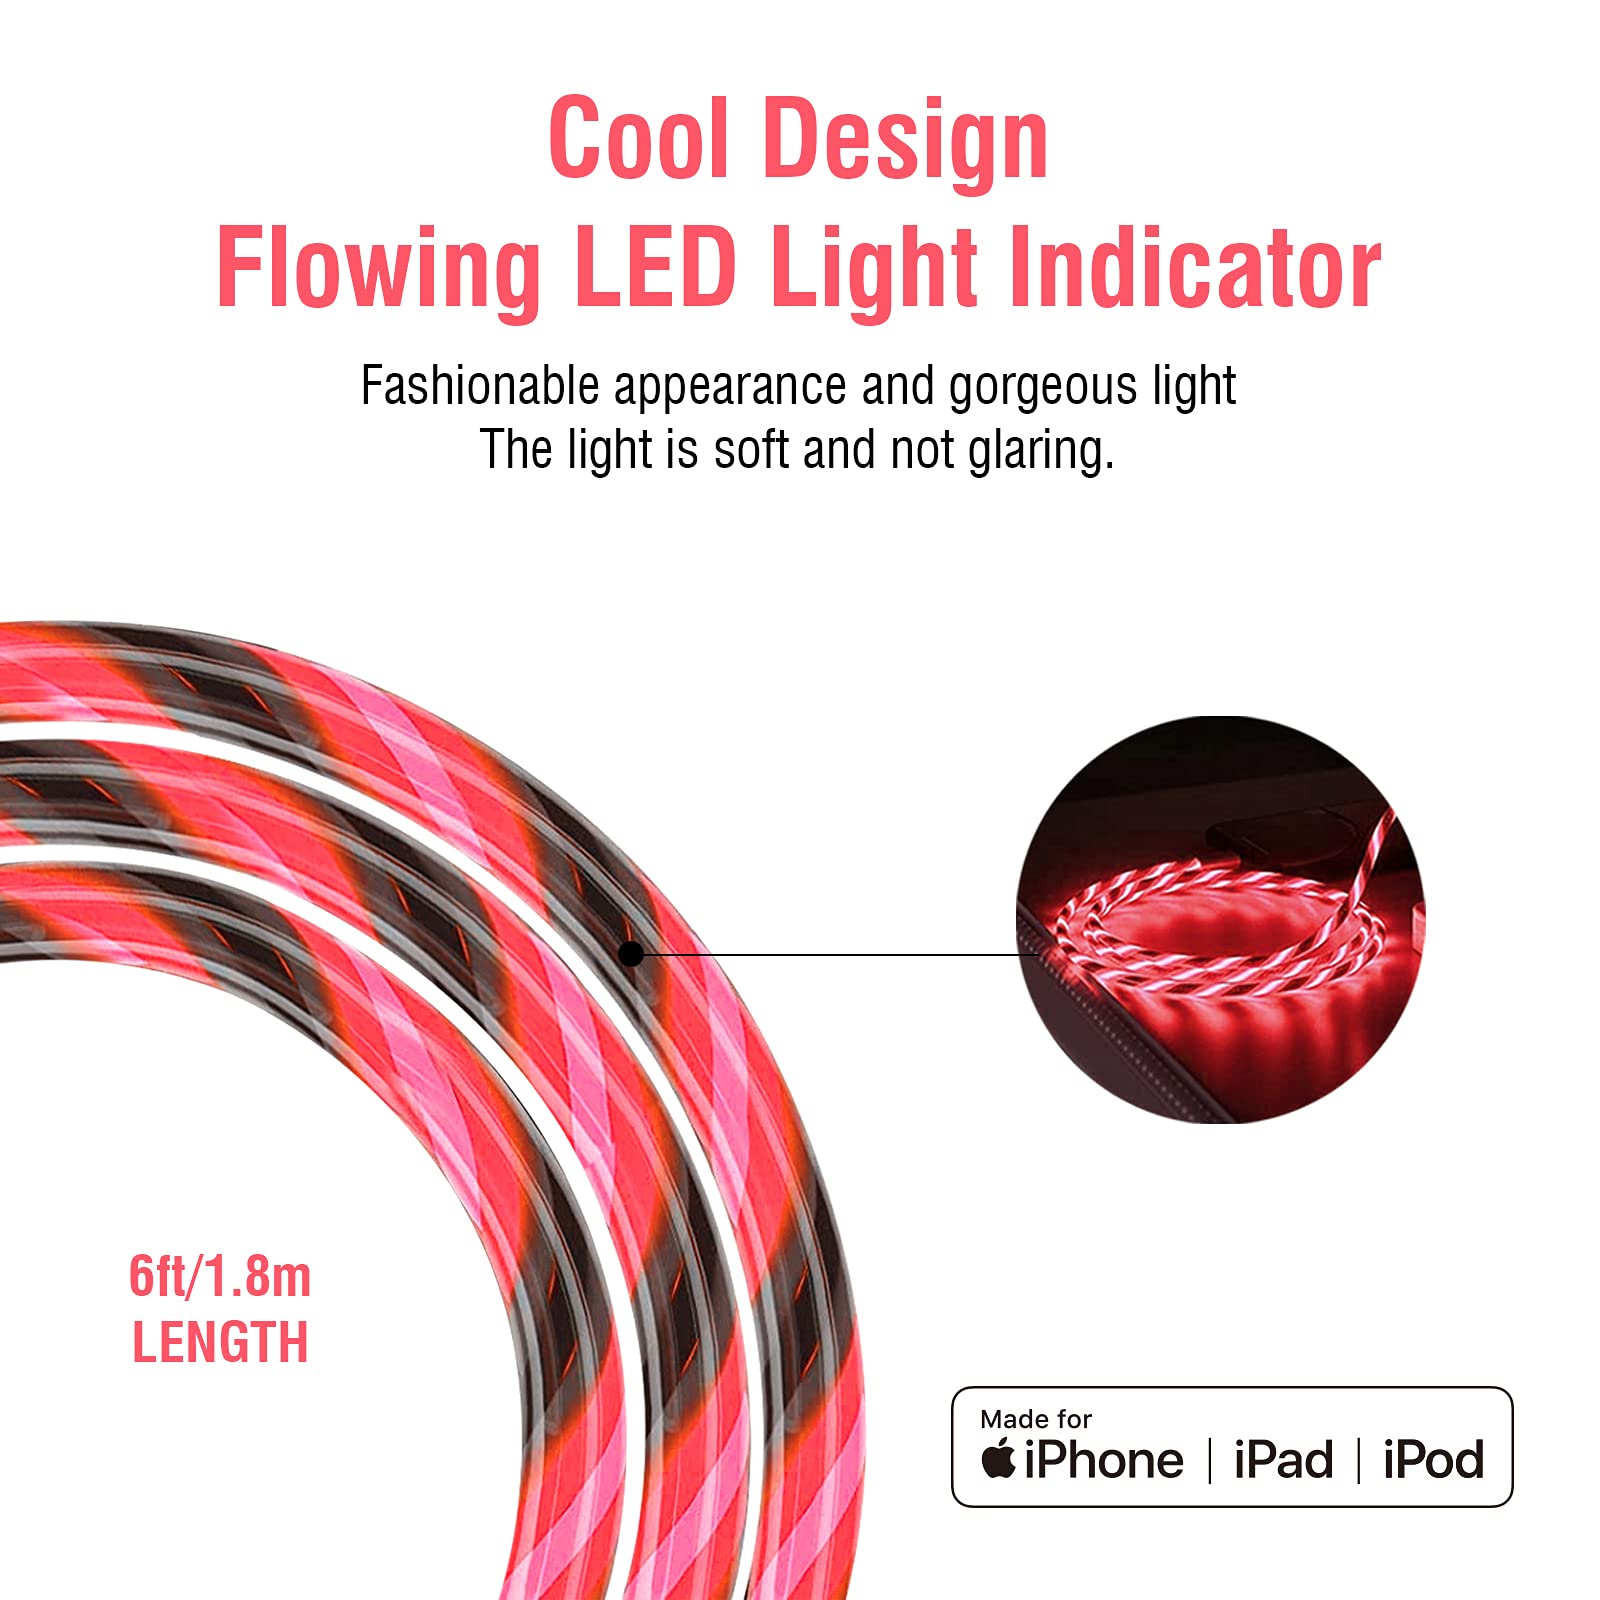 Cool Design
Flowing LED Light Indicator
Fashionable appearance and gorgeous light
The light is soft and not glaring.
6ft/1.8m
LENGTH
Made for
iPhone | iPad | iPod